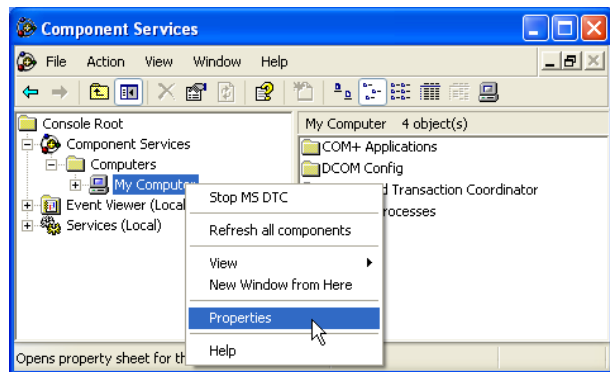 Component Services
File Action View Window Help
Console Root
Component Services
Computers
My Computer
Event Viewer (Local
Services (Local)
My Computer 4 object(s)
COM+ Applications
DCOM Config
Transaction Coordinator
Stop MS DTC
Refresh all components
View
New Window from Here
Properties
Help
Opens property sheet for th